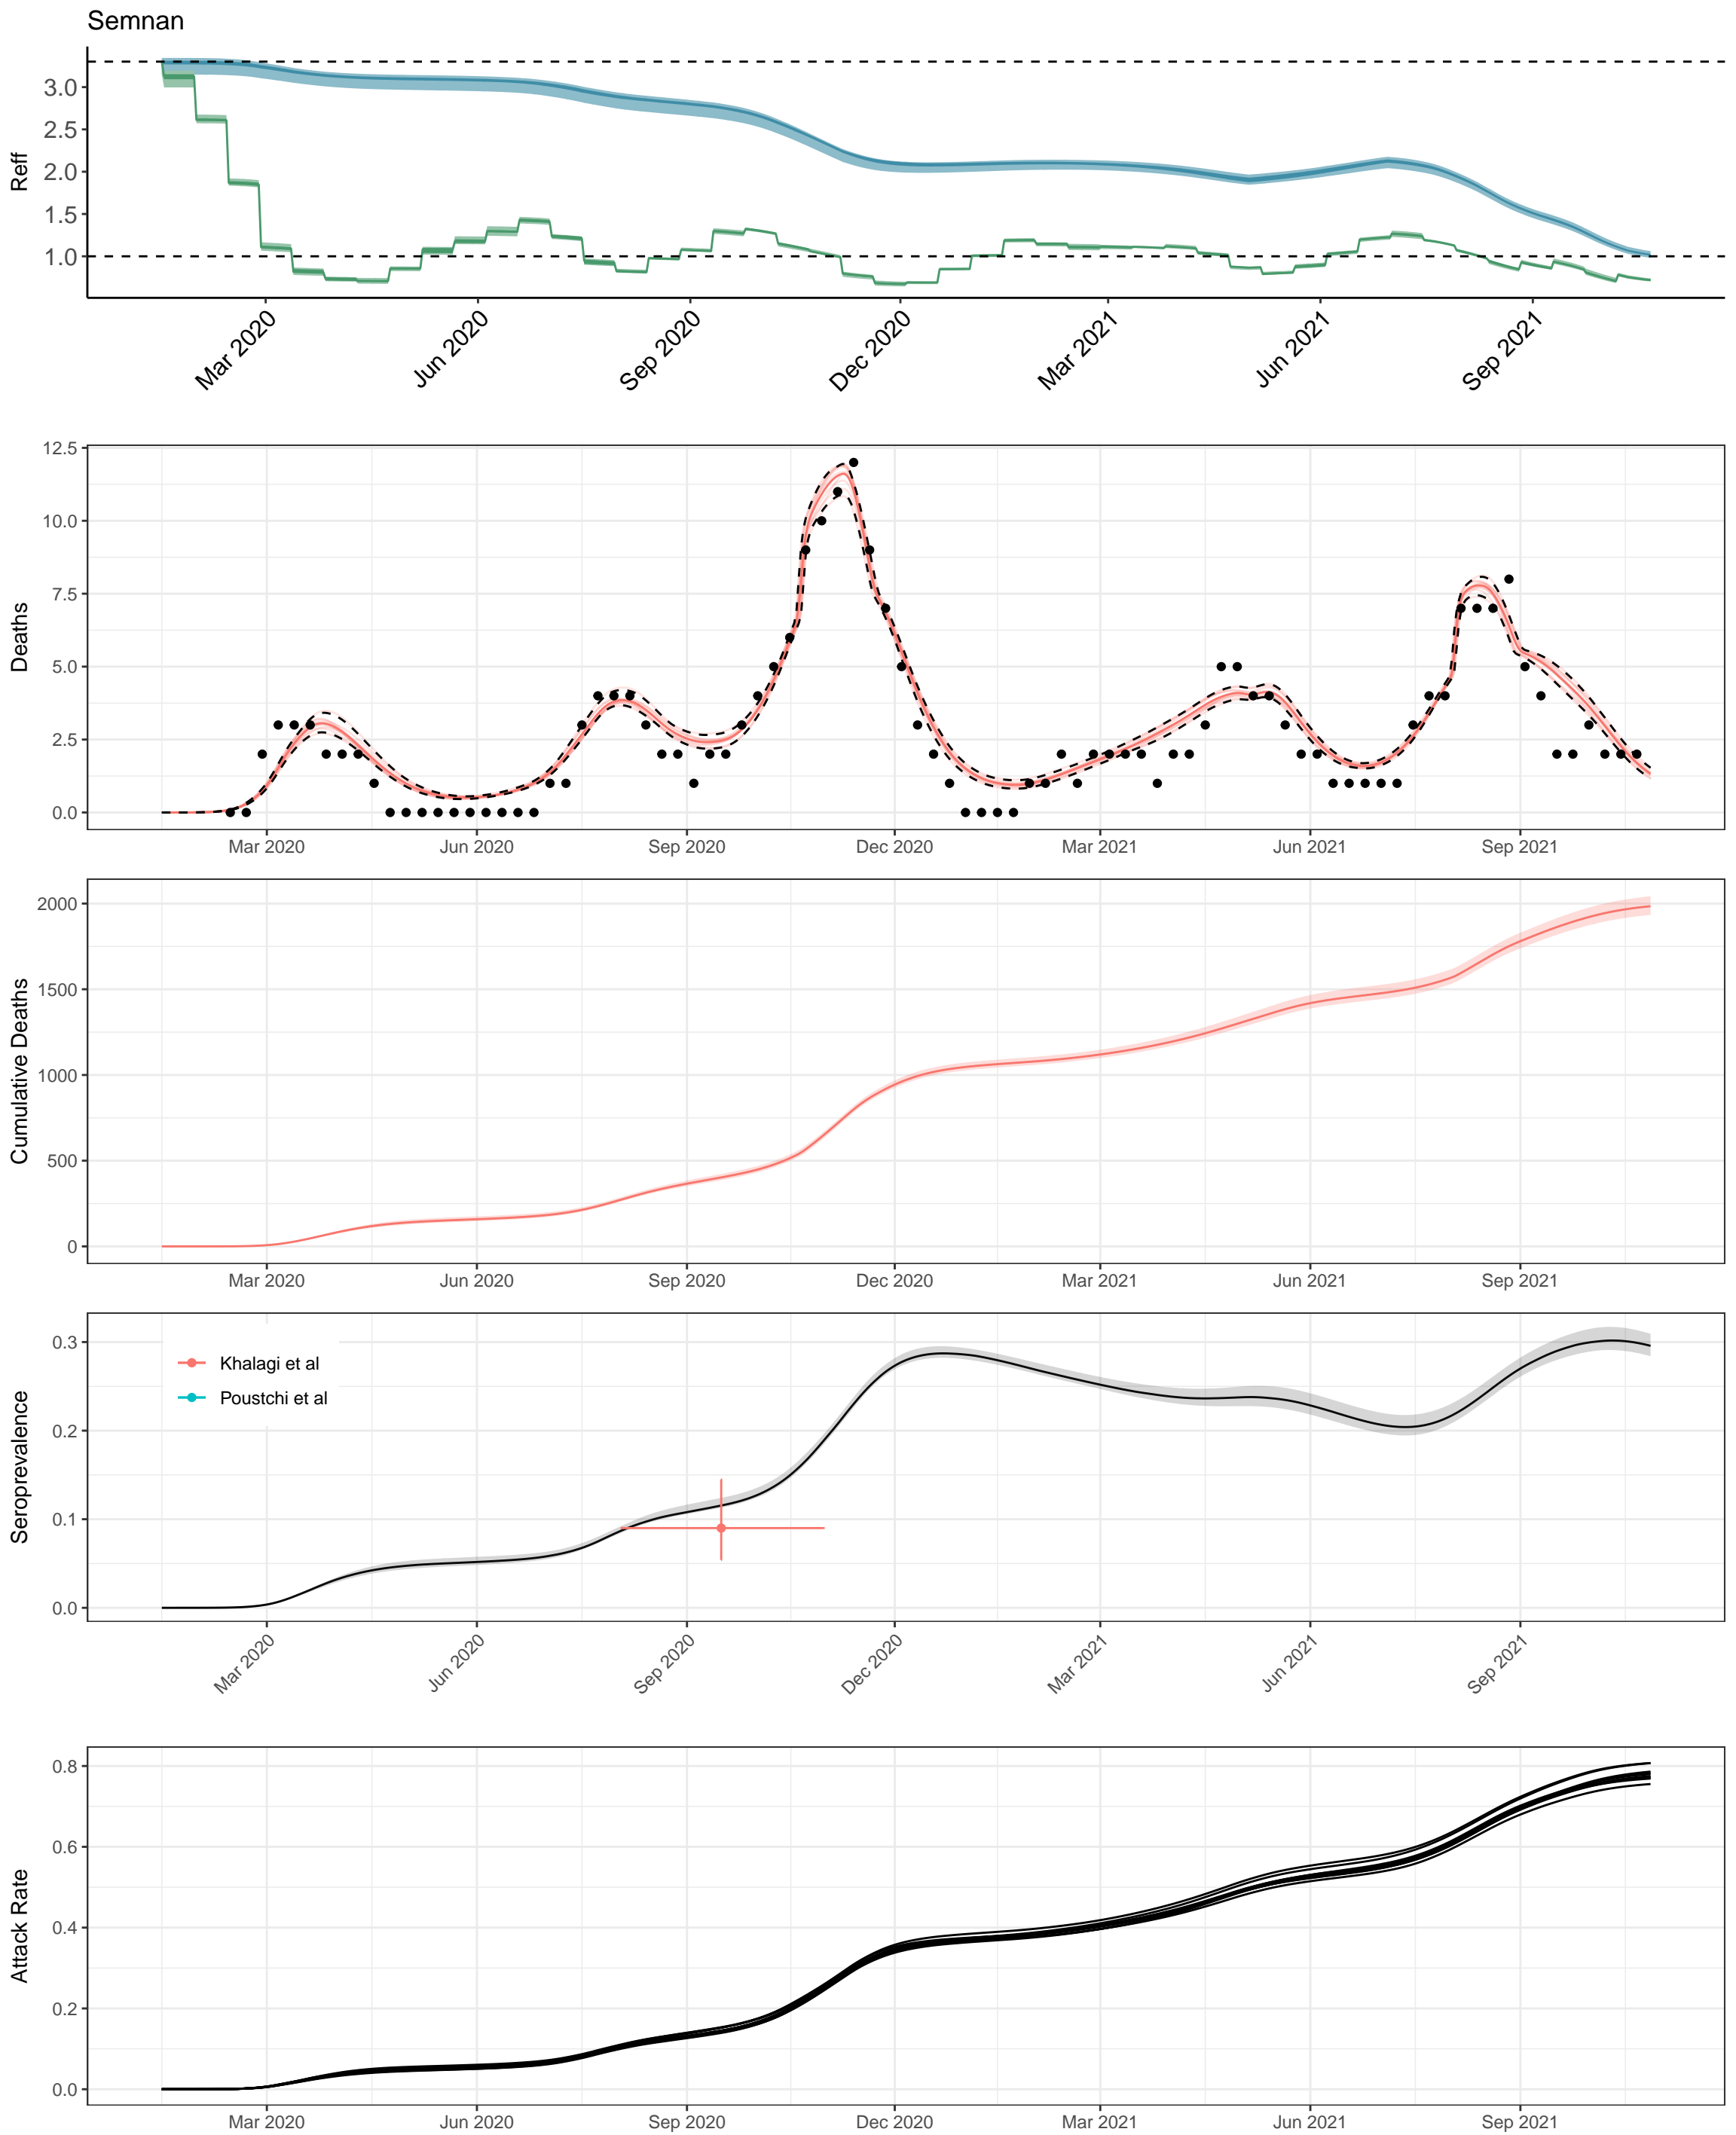 Semnan
Reff
3.0
2.5
2.0
1.5
1.0
Mar 2020
Jun 2020
Sep 2020
Dec 2020
Mar 2021
Jun 2021
Sep 2021
Deaths
12.5
10.0
7.5
5.0
2.5
0.0
Mar 2020
Jun 2020
Sep 2020
Dec 2020
Mar 2021
Jun 2021
Sep 2021
Cumulative Deaths
2000
1500
1000
500
0
Mar 2020
Jun 2020
Sep 2020
Dec 2020
Mar 2021
Jun 2021
Sep 2021
Seroprevalence
0.3
0.2
0.1
0.0
Khalagi et al
Poustchi et al
Mar 2020
Jun 2020
Sep 2020
Dec 2020
Mar 2021
Jun 2021
Sep 2021
Attack Rate
0.8
0.6
0.4
0.2
0.0
Mar 2020
Jun 2020
Sep 2020
Dec 2020
Mar 2021
Jun 2021
Sep 2021